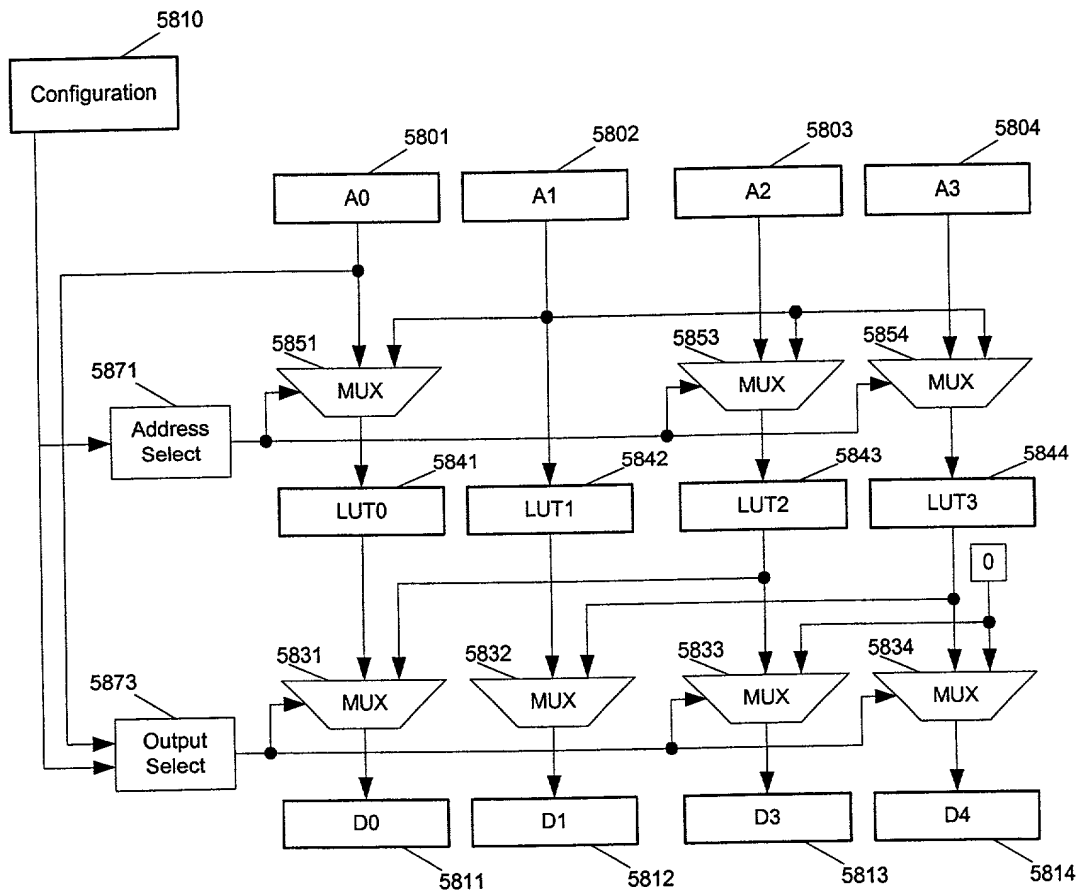 5810
Configuration
5801
5802
5803
5804
A0
A1
A2
A3
5851
5853
5854
5871
MUX
MUX
MUX
Address
Select
5841
5842
5843
5844
LUT0
LUT1
LUT2
LUT3
0
5831
5832
5833
5834
5873
MUX
MUX
MUX
MUX
Output
Select
D0
D1
D3
D4
5811
5812
5813
5814